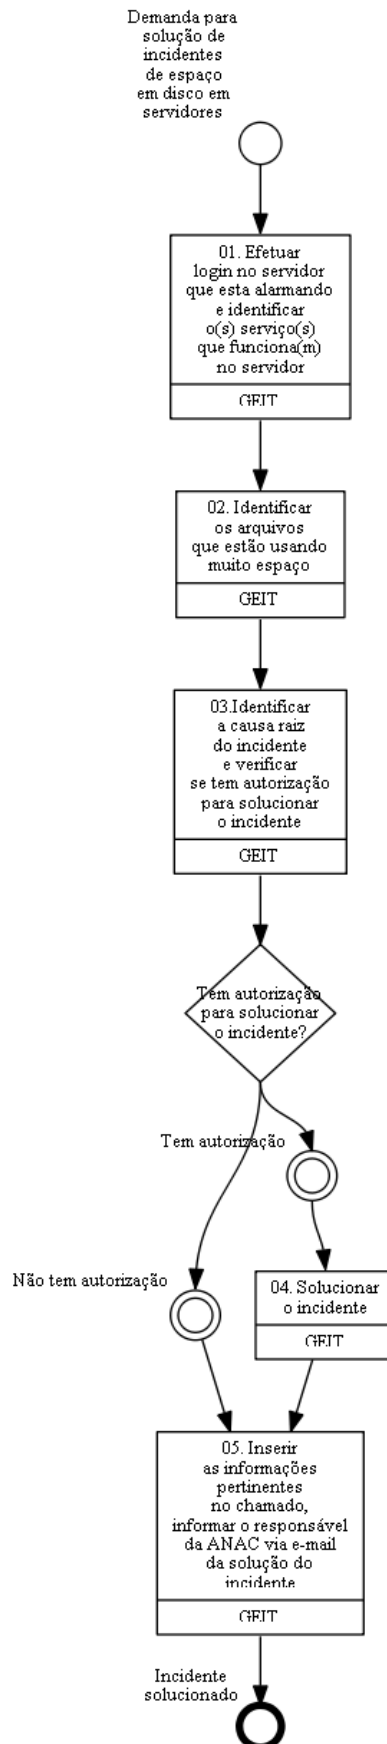 Demanda para
solução de
incidentes
de espaço
em disco em
servidores
01. Efetuar
login no servidor
que esta alarmando
e identificar
o(s) serviço(s)
que funciona(m)
no servidor
GEIT
02. Identificar
os arquivos
que estão usando
muito espaço
GEIT
03.Identificar
a causa raiz
do incidente
e verificar
se tem autorização
para solucionar
o incidente
GEIT
Tem autorização
para solucionar
o incidente?
Tem autorização
Não tem autorização
04. Solucionar
o incidente
GEIT
05. Inserir
as informações
pertinentes
no chamado,
informar o responsável
da ANAC via e-mail
da solução do
incidente
GEIT
Incidente
solucionado